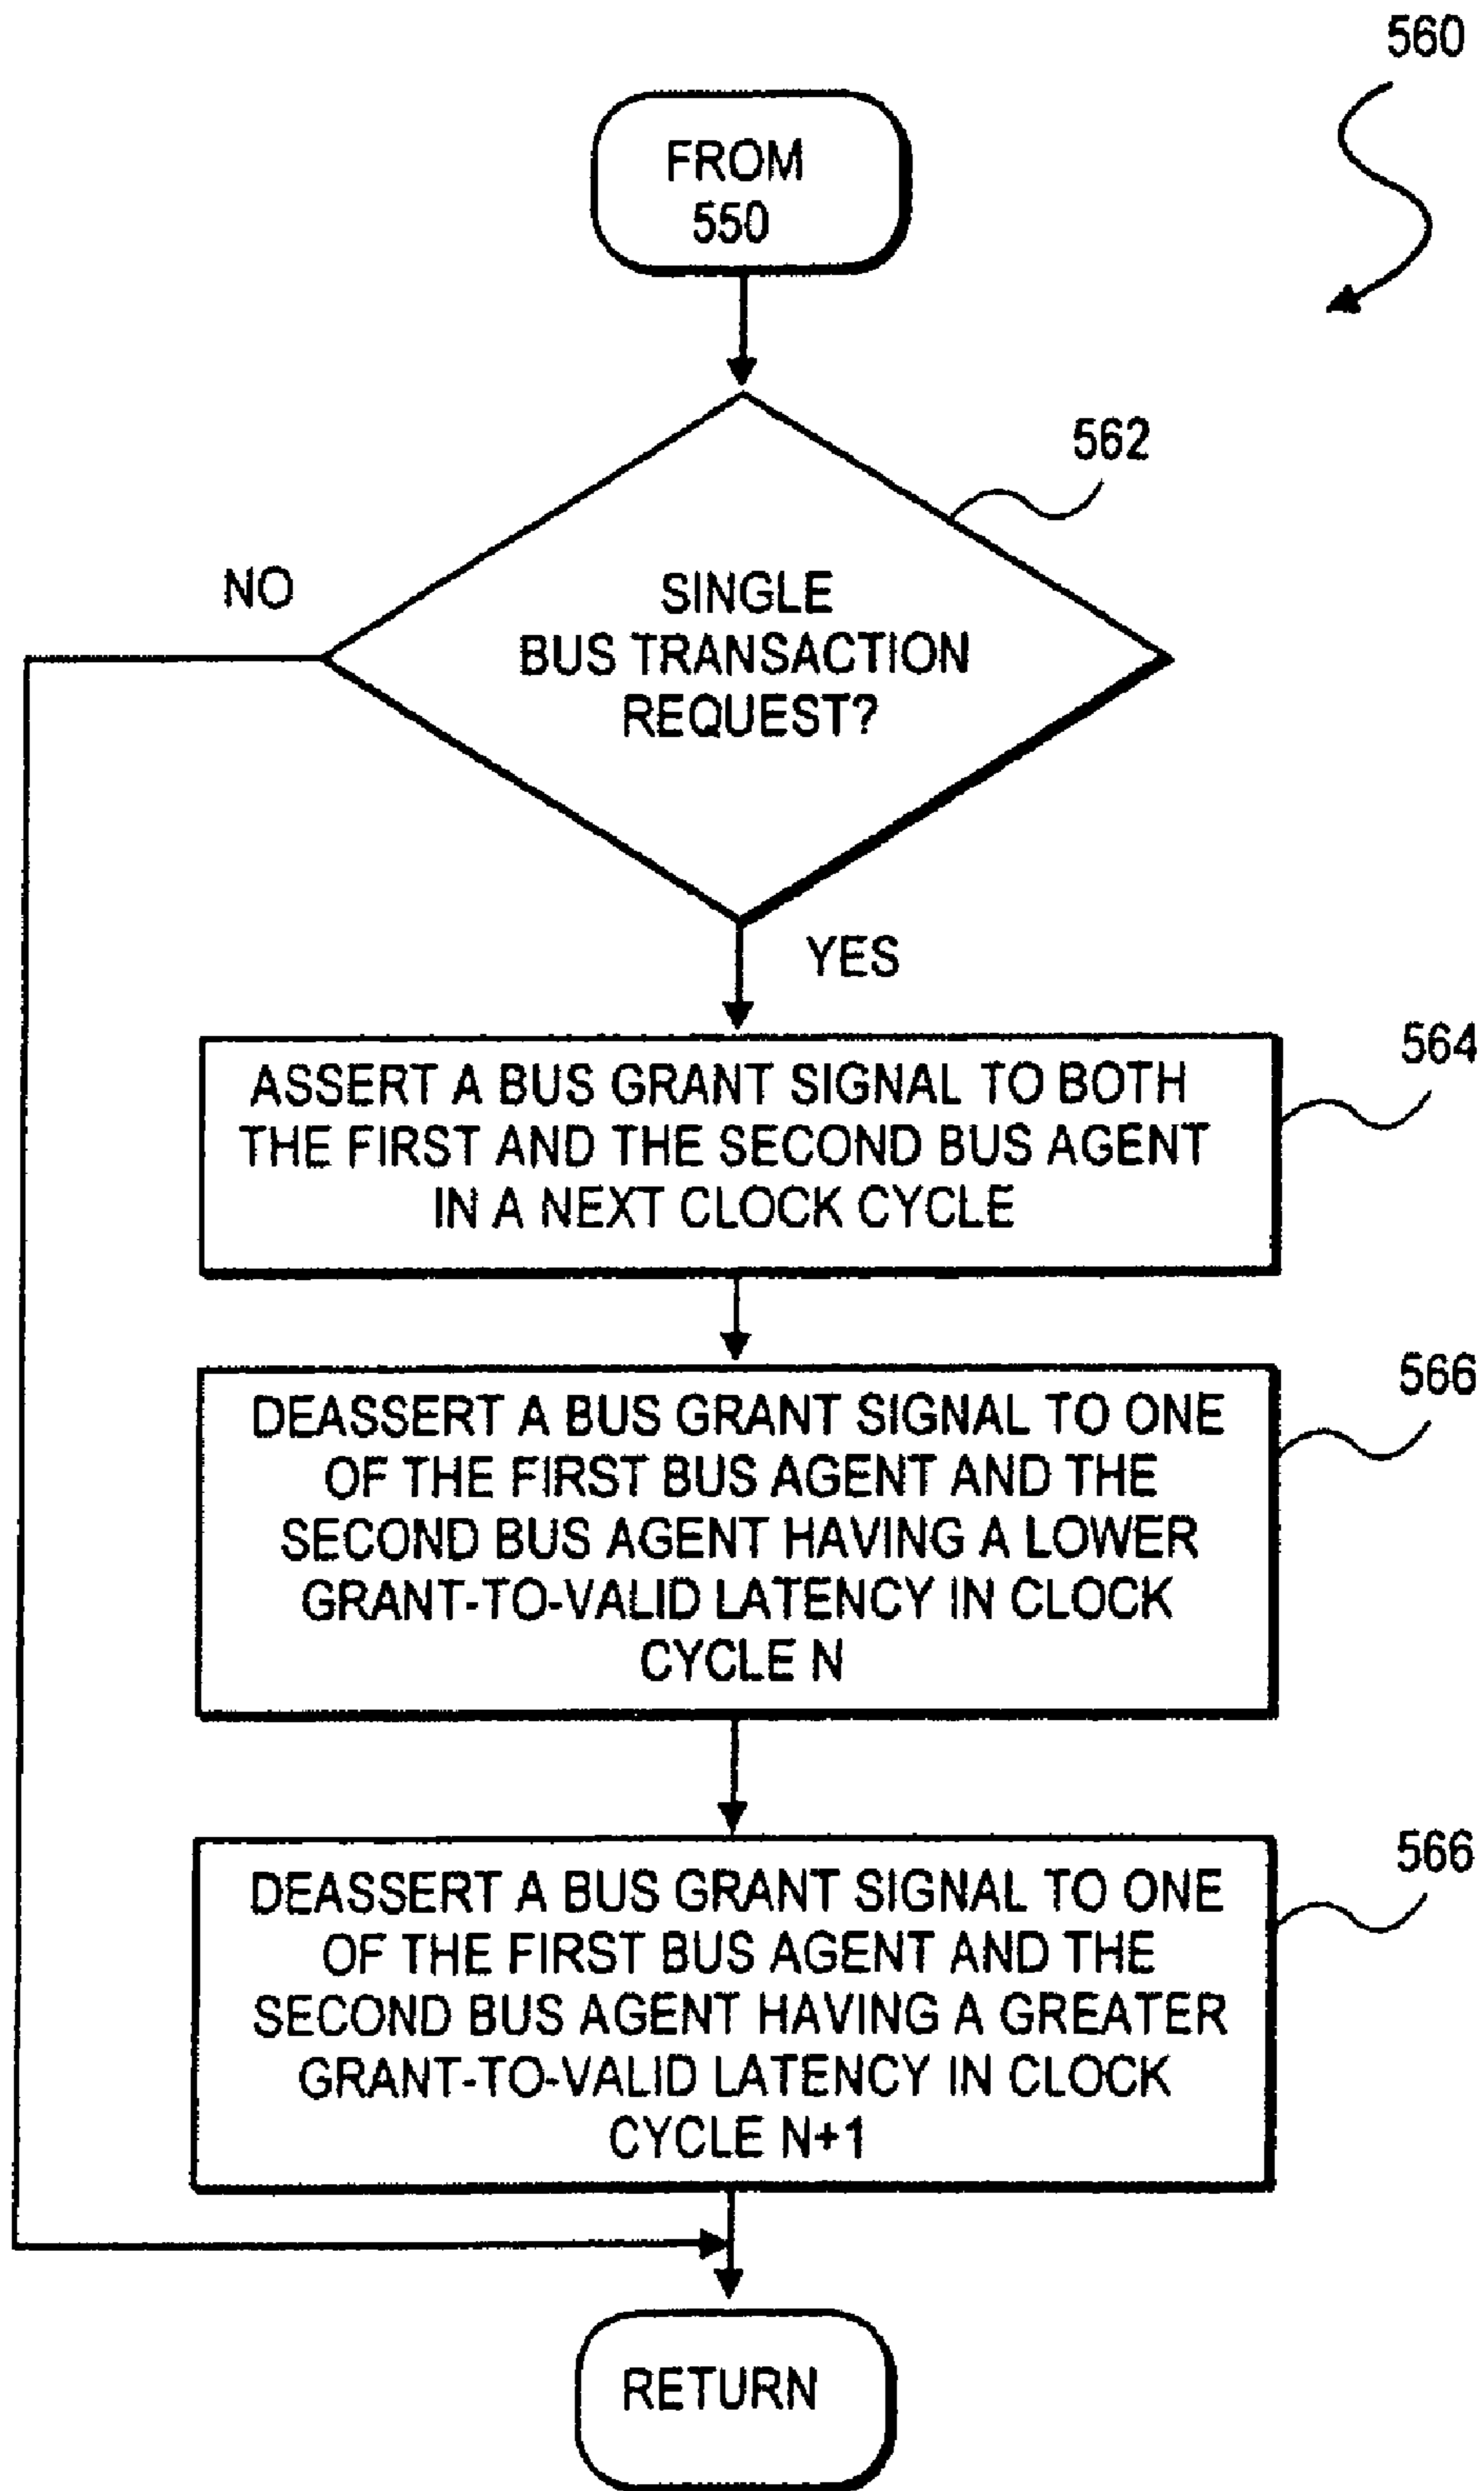 560
FROM
550
562
NO
SINGLE
BUS TRANSACTION
REQUEST?
YES
564
ASSERT A BUS GRANT SIGNAL TO BOTH
THE FIRST AND THE SECOND BUS AGENT
IN A NEXT CLOCK CYCLE
566
DEASSERT A BUS GRANT SIGNAL TO ONE
OF THE FIRST BUS AGENT AND THE
SECOND BUS AGENT HAVING A LOWER
GRANT-TO-VALID LATENCY IN CLOCK
CYCLE N
566
DEASSERT A BUS GRANT SIGNAL TO ONE
OF THE FIRST BUS AGENT AND THE
SECOND BUS AGENT HAVING A GREATER
GRANT-TO-VALID LATENCY IN CLOCK
CYCLE N+1
RETURN